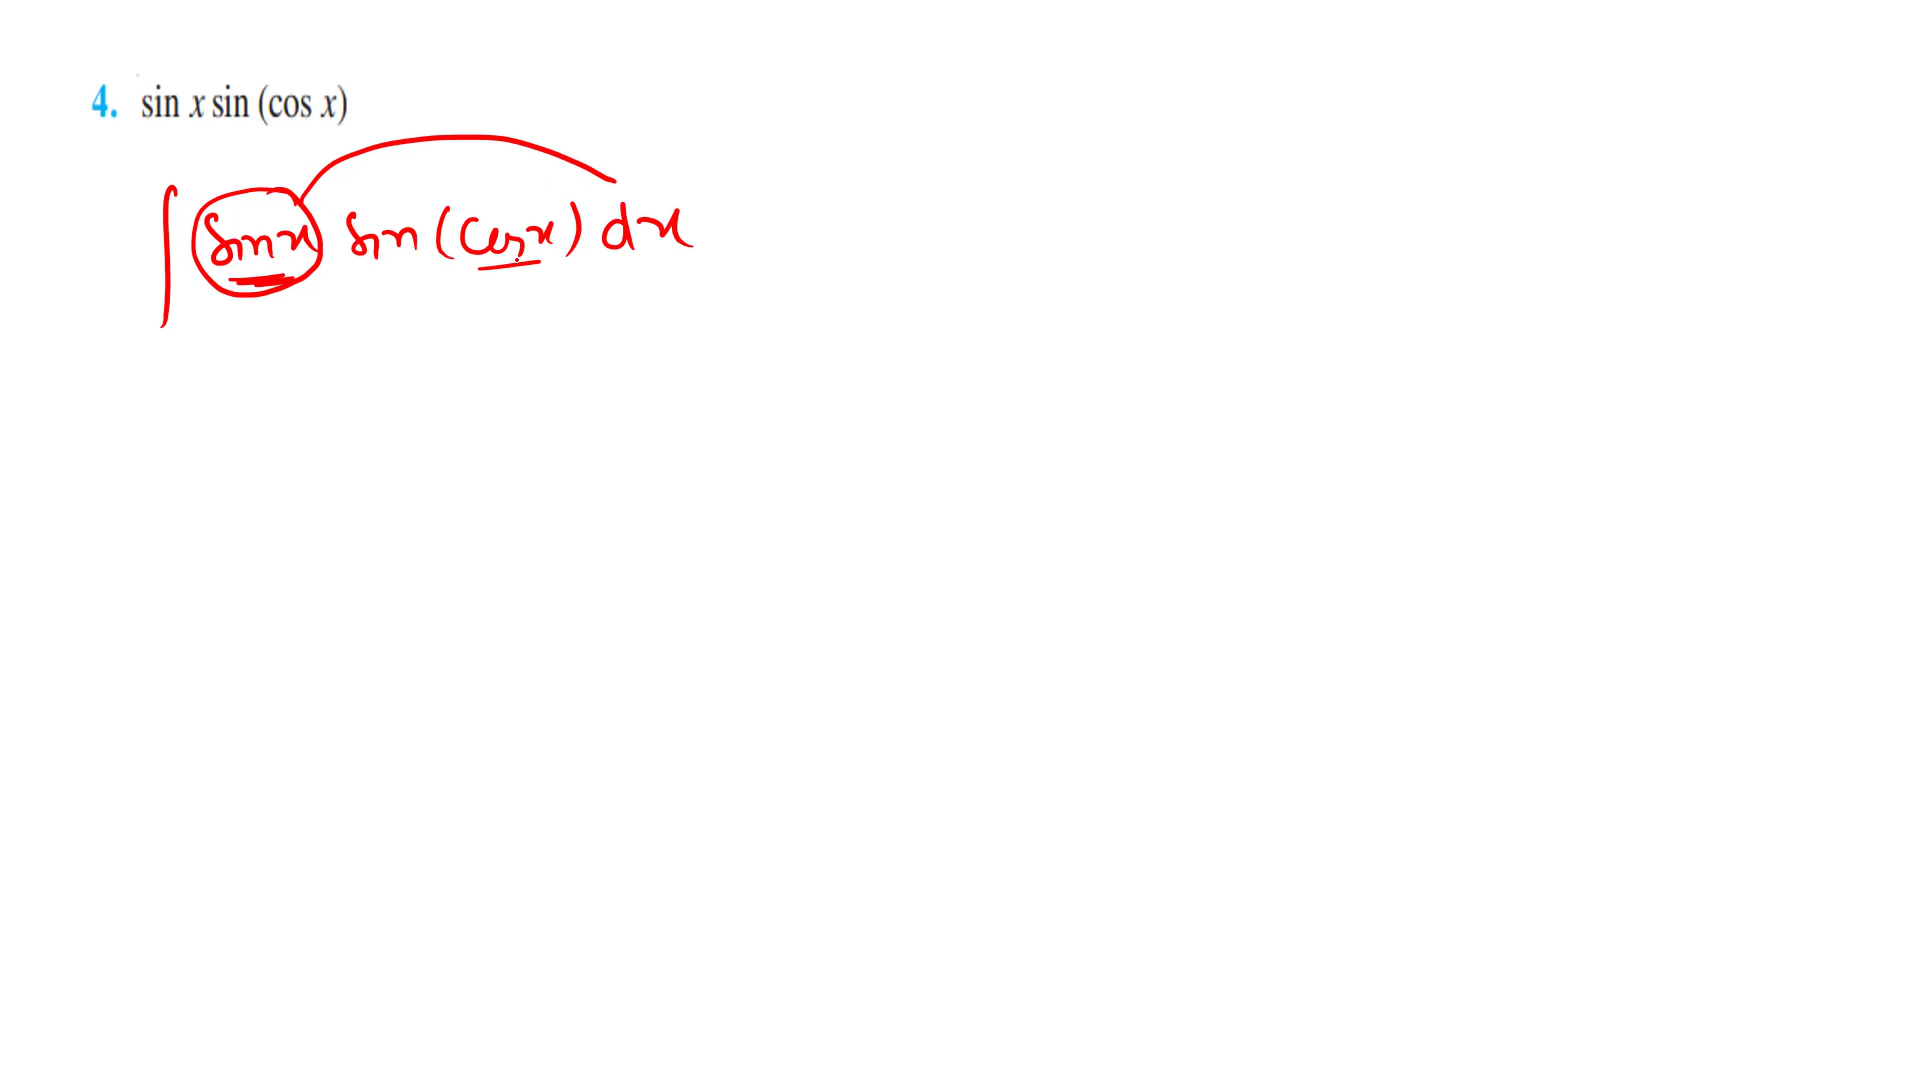 4. sin x sin (cos x)
∫ sin x sin (cos x) dx